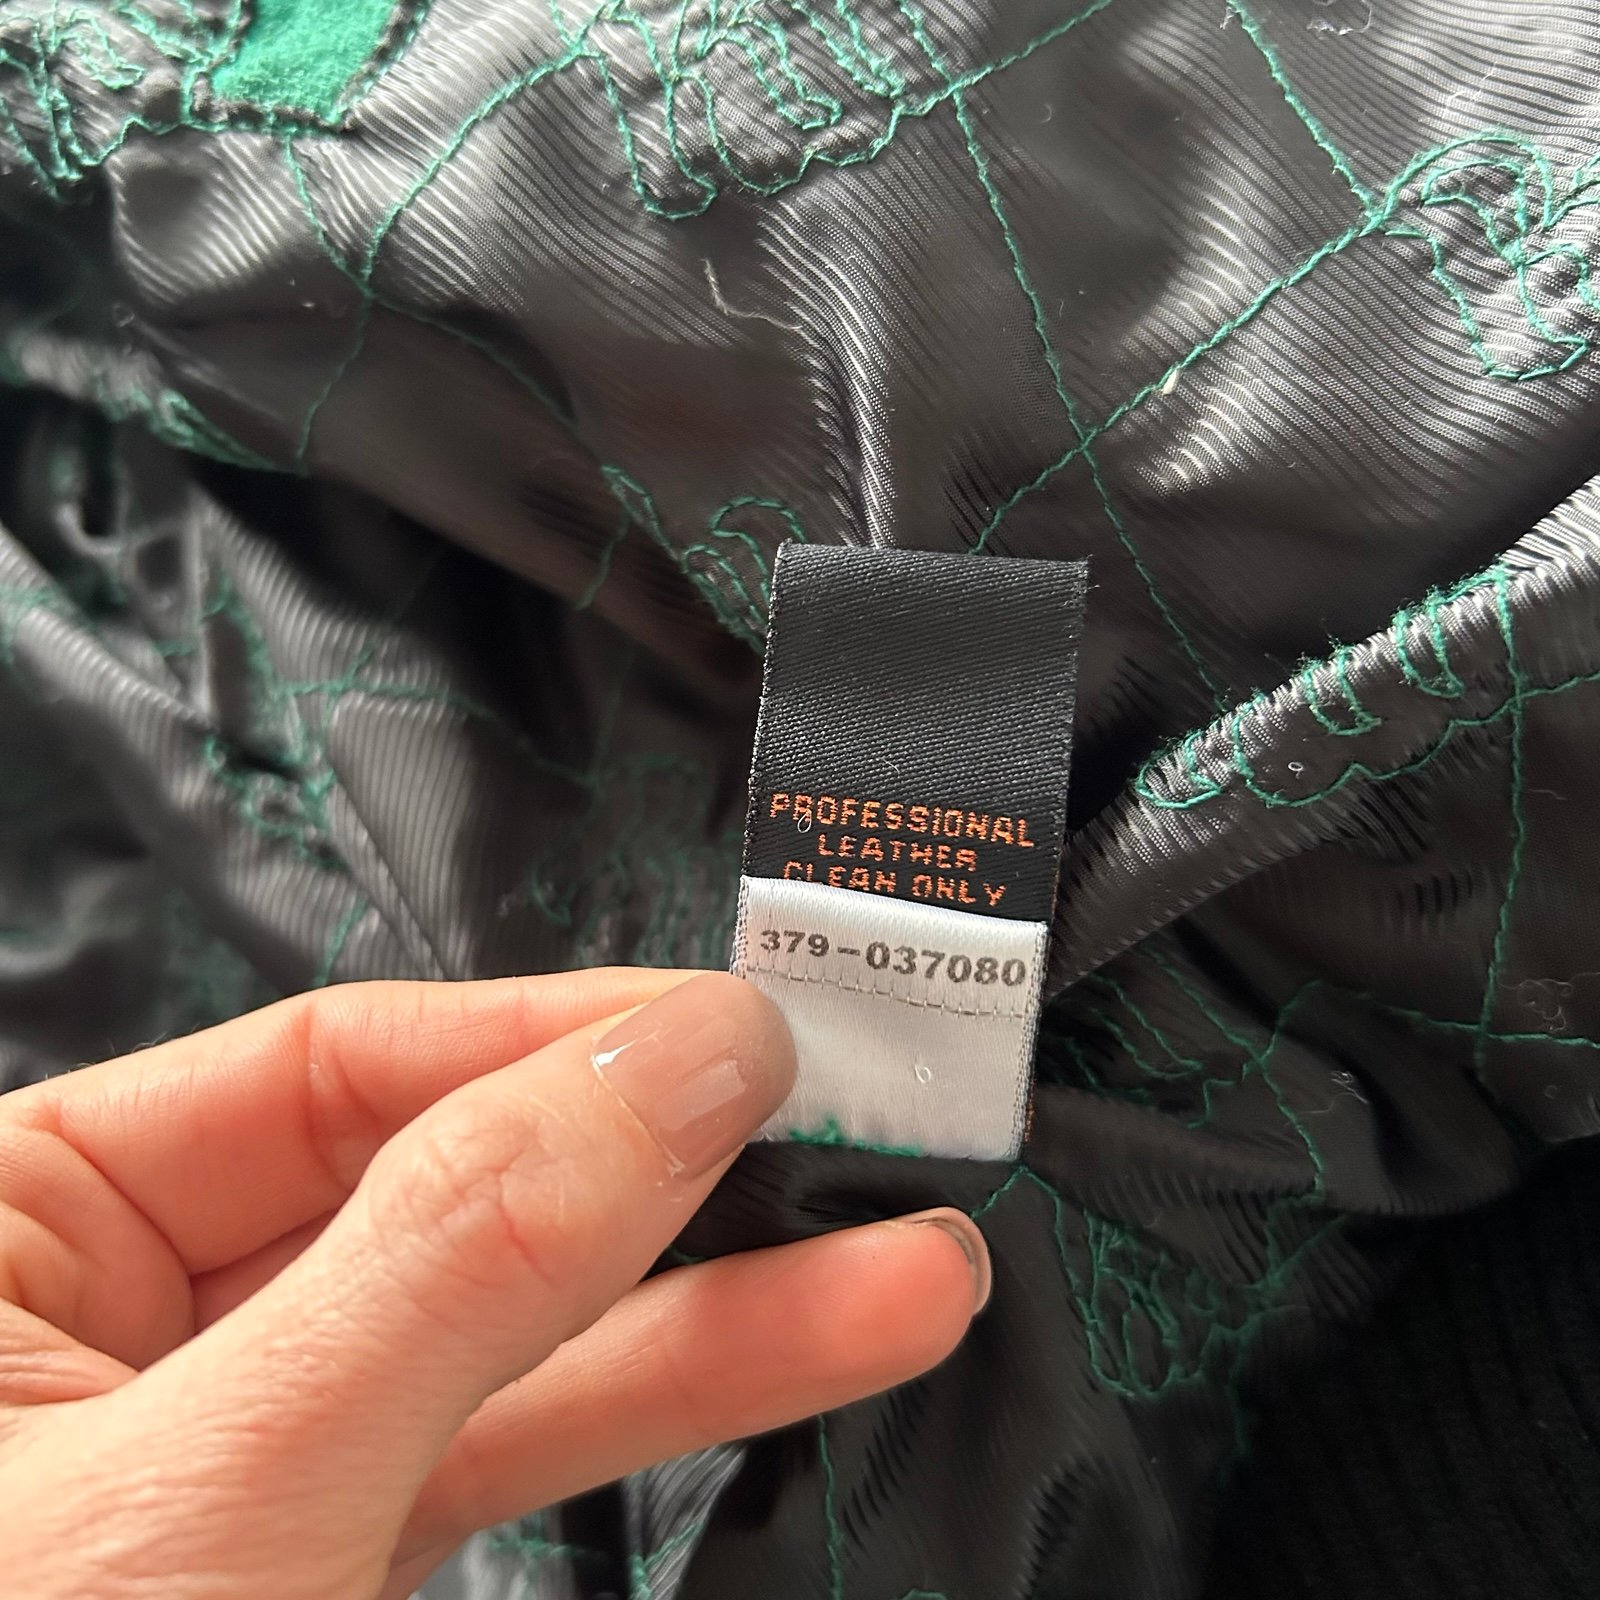 PROFESSIONAL
LEATHER
CLEAN ONLY
379-037080